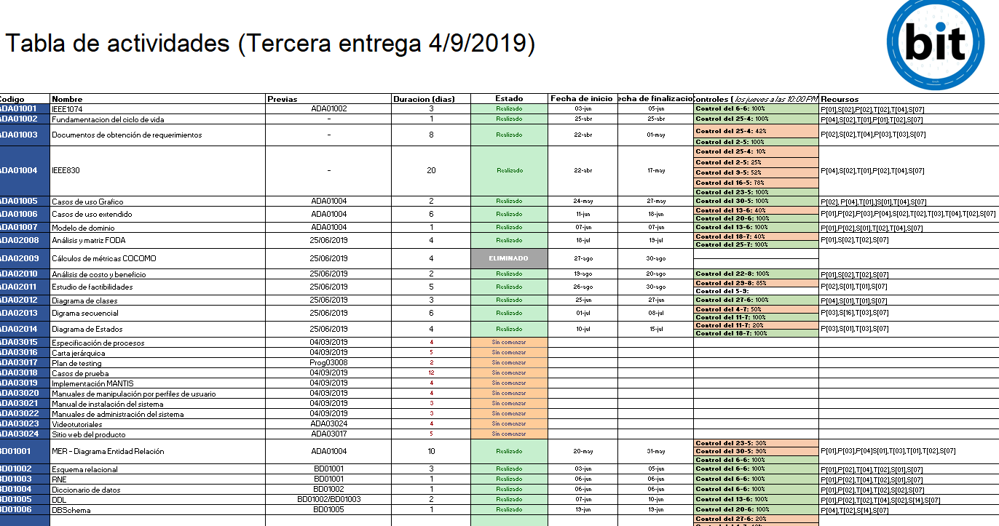 bit
Tabla de actividades (Tercera entrega 4/9/2019)
Codigo Nombre Previas Duracion (dias) Estado Fecha de inicio echa de finalizacio Controles ( los jueves a las 10:00 PM Recursos
ADA01001 IEEE1074 ADA01002 3 Realizado 03-jun 05-jun Control del 6-6: 100% P[01],S[02],P[02],T[02],T[04],S[07]
ADA01002 Fundamentacion del ciclo de vida - 1 Realizado 25-abr 25-abr Control del 25-4: 100% P[04],S[02],T[01],P[01];T[02],S[07]
ADA01003 Documentos de obtención de requerimientos - 8 Realizado 22-abr 01-may Control del 25-4: 42% P[02],S[02],T[04],P[03],T[03],S[07]
Control del 2-5: 100%
ADA01004 IEEE830 - 20 Realizado 22-abr 17-may Control del 25-4: 10% P[04],S[02],T[01],P[02],T[04],S[07]
Control del 2-5: 25%
Control del 9-5: 52%
Control del 16-5: 78%
Control del 23-5: 100%
ADA01005 Casos de uso Grafico ADA01004 2 Realizado 24-may 27-may Control del 30-5: 100% P[02], P[04],T[01],]S[01],T[04],S[07]
ADA01006 Casos de uso extendido ADA01004 6 Realizado 11-jun 18-jun Control del 13-6: 40% P[01],P[02],P[03],P[04],S[02],T[02],T[03],T[04],T[02],S[07]
Control del 20-6: 100%
ADA01007 Modelo de dominio ADA01004 1 Realizado 07-jun 07-jun Control del 13-6: 100% P[01],P[02],S[01],T[02],T[04],S[07]
ADA02008 Análisis y matriz FODA 25/06/2019 4 Realizado 18-jul 19-jul Control del 18-7: 40% P[01],S[02],T[02],S[07]
Control del 25-7: 100%
ADA02009 Cálculos de métricas COCOMO 25/06/2019 4 ELIMINADO 27-ago 30-ago
ADA02010 Análisis de costo y beneficio 25/06/2019 2 Realizado 19-ago 20-ago Control del 22-8: 100% P[01],S[02],T[02],S[07]
ADA02011 Estudio de factibilidades 25/06/2019 5 Realizado 26-ago 30-ago Control del 29-8: 85% P[02],S[01],T[01],S[07]
Control del 5-9:
ADA02012 Diagrama de clases 25/06/2019 3 Realizado 25-jun 27-jun Control del 27-6: 100% P[04],S[01],T[01],S[07]
ADA02013 Digrama secuencial 25/06/2019 6 Realizado 01-jul 08-jul Control del 4-7: 50% P[03],S[16],T[03],S[07]
Control del 11-7: 100%
ADA02014 Diagrama de Estados 25/06/2019 4 Realizado 10-jul 15-jul Control del 11-7: 20% P[03],S[01],T[03],S[07]
Control del 18-7: 100%
ADA03015 Especificación de procesos 04/09/2019 4 Sin comenzar
ADA03016 Carta jerárquica 04/09/2019 5 Sin comenzar
ADA03017 Plan de testing Prog03008 2 Sin comenzar
ADA03018 Casos de prueba 04/09/2019 12 Sin comenzar
ADA03019 Implementación MANTIS 04/09/2019 4 Sin comenzar
ADA03020 Manuales de manipulación por perfiles de usuario 04/09/2019 4 Sin comenzar
ADA03021 Manual de instalación del sistema 04/09/2019 3 Sin comenzar
ADA03022 Manuales de administración del sistema 04/09/2019 3 Sin comenzar
ADA03023 Videotutoriales ADA03024 4 Sin comenzar
ADA03024 Sitio web del producto ADA03017 5 Sin comenzar
BD01001 MER - Diagrama Entidad Relación ADA01004 10 Realizado 20-may 31-may Control del 23-5: 30% P[01],P[03],P[04]S[01],T[03],T[01],T[02],S[07]
Control del 30-5: 90%
Control del 6-6: 100%
BD01002 Esquema relacional BD01001 3 Realizado 03-jun 05-jun Control del 6-6: 100% P[01],P[02],T[04],T[02],S[01],S[07]
BD01003 RNE BD01001 1 Realizado 06-jun 06-jun Control del 6-6: 100% P[01],P[02],T[04],T[02],S[01],S[07]
BD01004 Diccionario de datos BD01002 1 Realizado 06-jun 06-jun Control del 6-6: 100% P[01],P[02],T[04],T[02],S[02],S[07]
BD01005 DDL BD01002/BD01003 2 Realizado 07-jun 10-jun Control del 13-6: 100% P[01],P[02],T[02],T[04],S[02],S[14],S[07]
BD01006 DBSchema BD01005 1 Realizado 19-jun 19-jun Control del 20-6: 100% P[04],T[02],S[14],S[07]
Control del 27-6: 20%